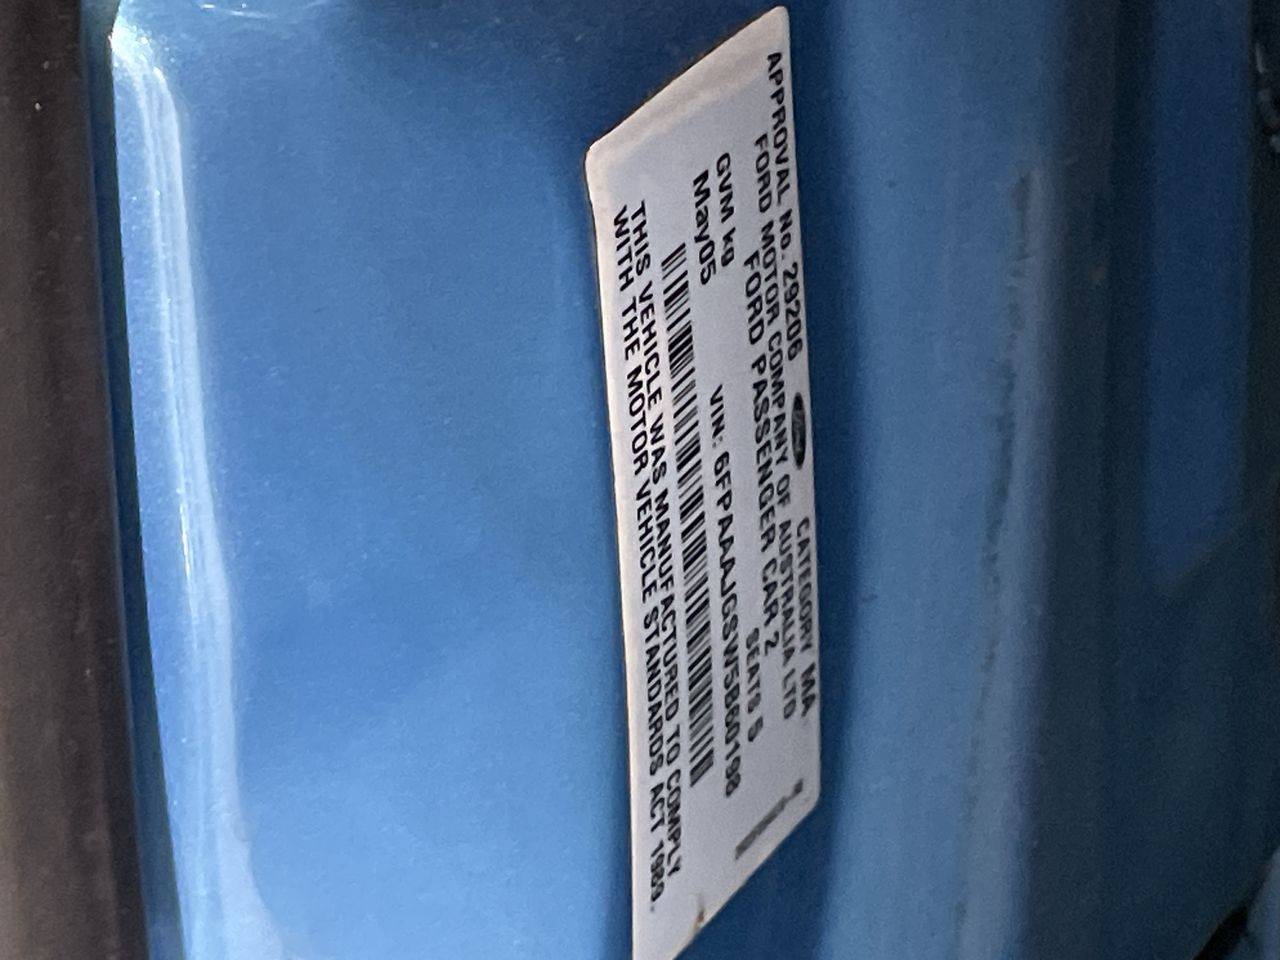 APPROVAL No. 29206 Ford CATEGORY MA
FORD MOTOR COMPANY OF AUSTRALIA LTD
FORD PASSENGER CAR 2
GVM kg SEATS 5
May05 VIN: 6FPAAAJGSW5B60198
THIS VEHICLE WAS MANUFACTURED TO COMPLY
WITH THE MOTOR VEHICLE STANDARDS ACT 1989.